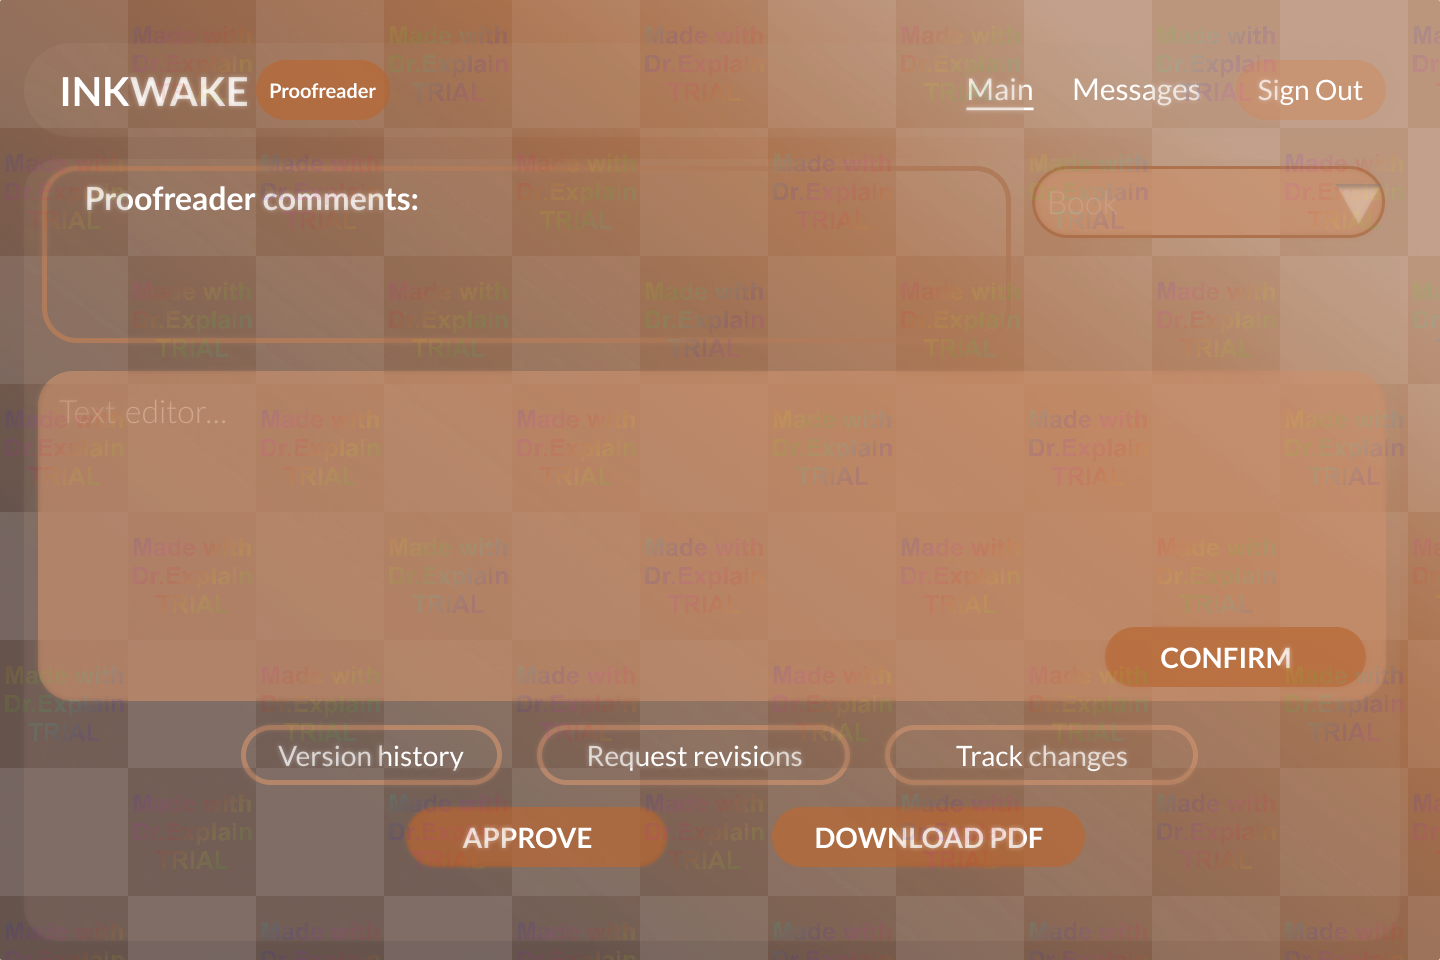 INKWAKE Proofreader Main Messages Sign Out
Proofreader comments: Book
Text editor...
CONFIRM
Version history Request revisions Track changes
APPROVE DOWNLOAD PDF
Made with
Dr.Explain
TRIAL